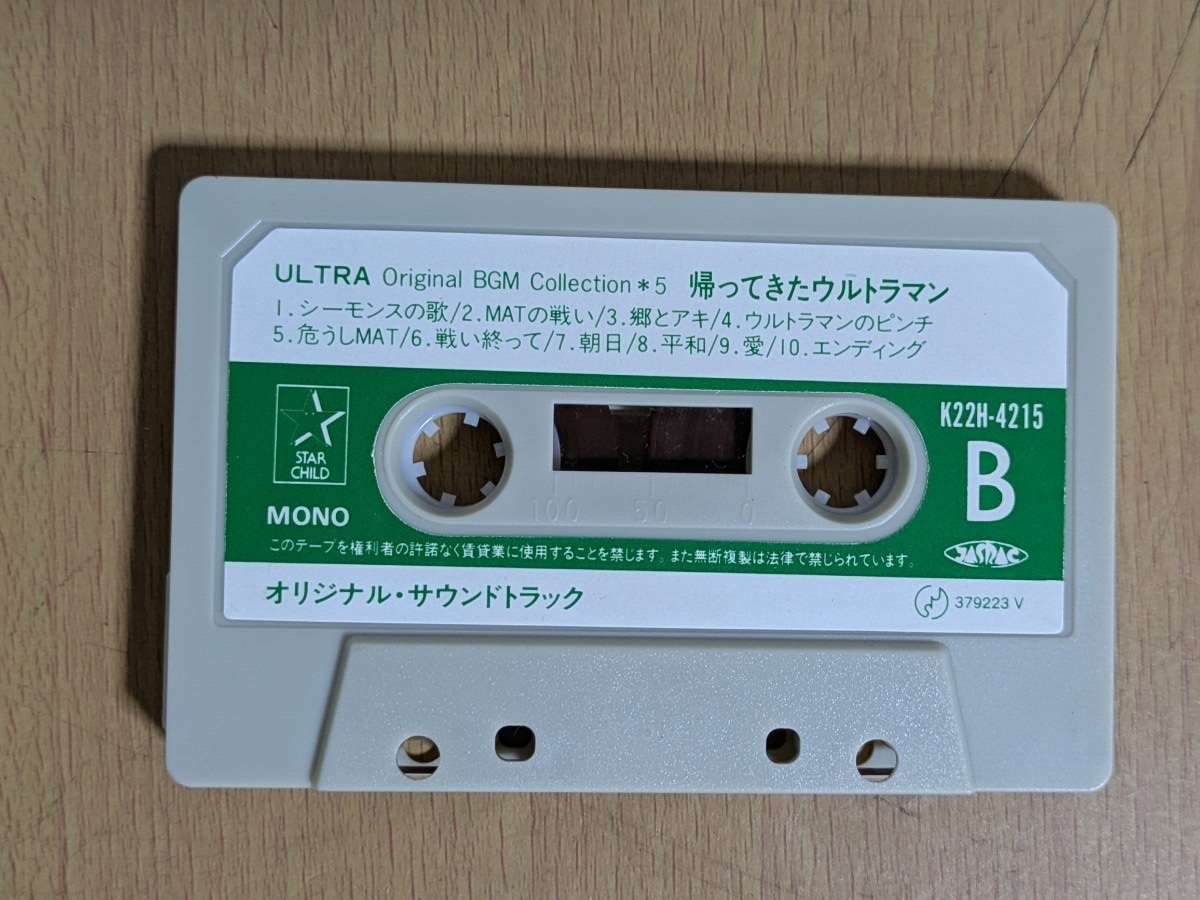 ULTRA Original BGM Collection*5 帰ってきたウルトラマン
1.シーモンスの歌/2.MATの戦い/3.郷とアキ/4.ウルトラマンのピンチ
5.危うしMAT/6.戦い終って/7.朝日/8.平和/9.愛/10.エンディング
K22H-4215
B
STAR
CHILD
MONO
100 50 0
このテープを権利者の許諾なく賃貸業に使用することを禁じます。また無断複製は法律で禁じられています。
JASRAC
オリジナル・サウンドトラック
379223 V